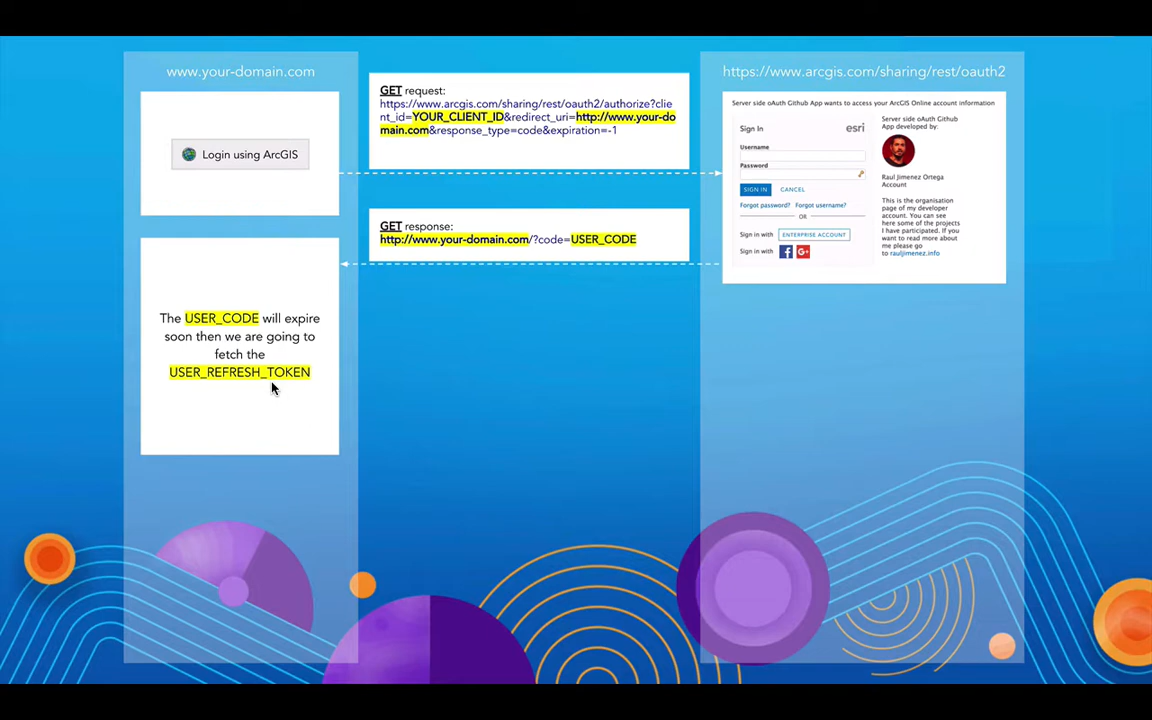 www.your-domain.com
Login using ArcGIS
GET request:
https://www.arcgis.com/sharing/rest/oauth2/authorize?clie
nt_id=YOUR_CLIENT_ID&redirect_uri=http://www.your-do
main.com&response_type=code&expiration=-1
GET response:
http://www.your-domain.com/?code=USER_CODE
The USER_CODE will expire
soon then we are going to
fetch the
USER_REFRESH_TOKEN
https://www.arcgis.com/sharing/rest/oauth2
Server side oAuth Github App wants to access your ArcGIS Online account information
Sign In
esri
Username
Password
SIGN IN
CANCEL
Forgot password? Forgot username?
OR
Sign in with ENTERPRISE ACCOUNT
Sign in with f G+
Server side oAuth Github
App developed by:
Raul Jimenez Ortega
Account
This is the organisation
page of my developer
account. You can see
here some of the projects
I have participated. If you
want to read more about
me please go
to rauljimenez.info